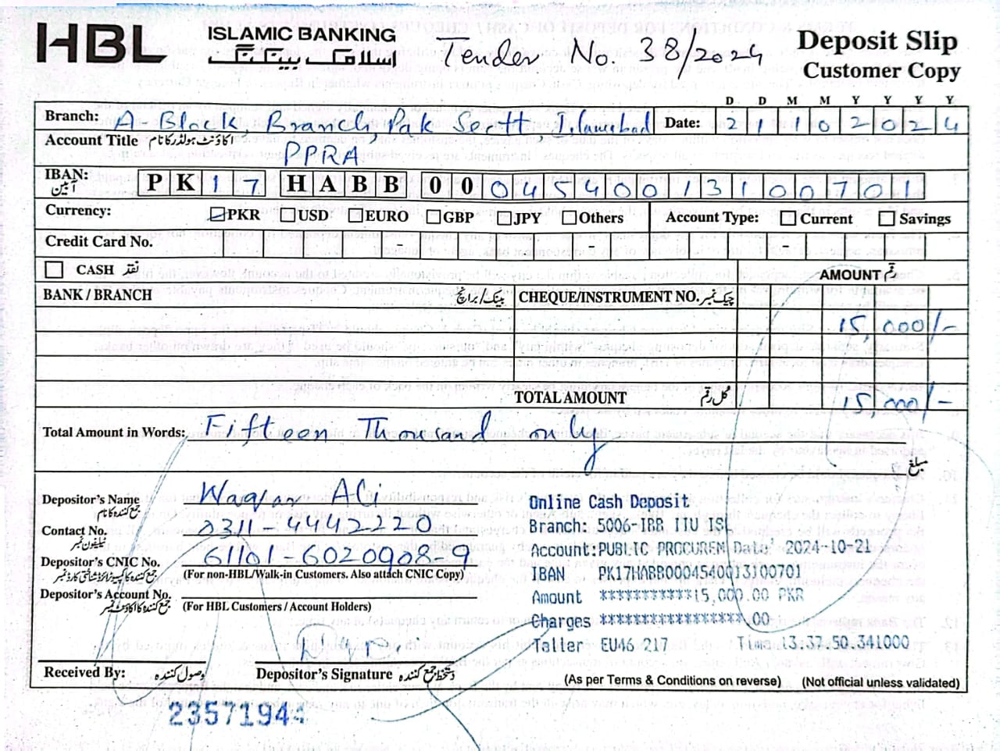 HBL ISLAMIC BANKING
اسلامک بینکنگ
Tender No. 38/2024
Deposit Slip
Customer Copy
D D M M Y Y Y Y
Branch: A-Block, Branch, Pak Sectt, Islamabad Date: 21102024
Account Title اکاؤنٹ ہولڈر کا نام PPRA
IBAN: آئبن PK17 HABB 0004540013100701
Currency: PKR USD EURO GBP JPY Others Account Type: Current Savings
Credit Card No.
CASH نقد AMOUNT رقم
BANK / BRANCH بینک/برانچ CHEQUE/INSTRUMENT NO. چیک نمبر
15,000/-
TOTAL AMOUNT کل رقم 15,000/-
Total Amount in Words: Fifteen Thousand only
مبلغ
Depositor's Name Waqar Ali
جمع کنندہ کا نام
Contact No. 0311-1442220
ٹیلیفون نمبر
Depositor's CNIC No. 61101-6020908-9
(For non-HBL/Walk-in Customers. Also attach CNIC Copy)
Depositor's Account No.
جمع کنندہ کا اکاؤنٹ نمبر (For HBL Customers / Account Holders)
Online Cash Deposit
Branch: 5006-IBB
Account:PUBLIC PROCUREM Date 2024-10-21
IBAN PK17HABB0004540013100701
Amount ***********15,000.00 PKR
Charges *****************.00
Teller EU46 217 Time 13.37.50.341000
Received By: وصول کنندہ Depositor's Signature دستخط جمع کنندہ (As per Terms & Conditions on reverse) (Not official unless validated)
23571944